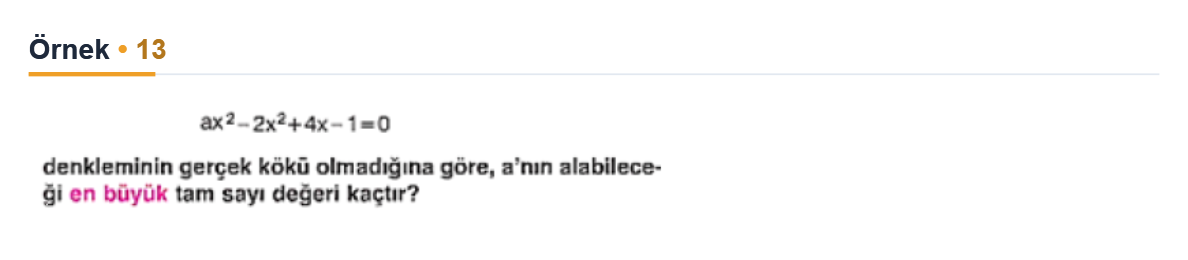 Örnek • 13
ax²-2x²+4x-1=0
denkleminin gerçek kökü olmadığına göre, a'nın alabilece-
ği en büyük tam sayı değeri kaçtır?